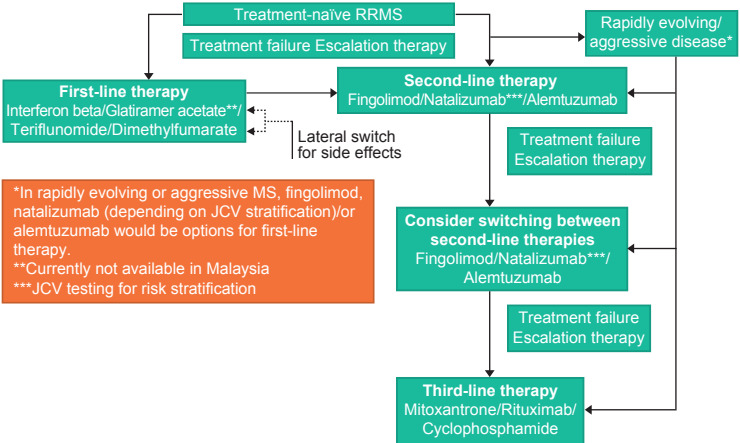 Treatment-naïve RRMS
Treatment failure Escalation therapy
Rapidly evolving/
aggressive disease*
First-line therapy
Interferon beta/Glatiramer acetate**/
Teriflunomide/Dimethylfumarate
Second-line therapy
Fingolimod/Natalizumab***/Alemtuzumab
Lateral switch
for side effects
Treatment failure
Escalation therapy
*In rapidly evolving or aggressive MS, fingolimod,
natalizumab (depending on JCV stratification)/or
alemtuzumab would be options for first-line
therapy.
**Currently not available in Malaysia
***JCV testing for risk stratification
Consider switching between
second-line therapies
Fingolimod/Natalizumab***/
Alemtuzumab
Treatment failure
Escalation therapy
Third-line therapy
Mitoxantrone/Rituximab/
Cyclophosphamide